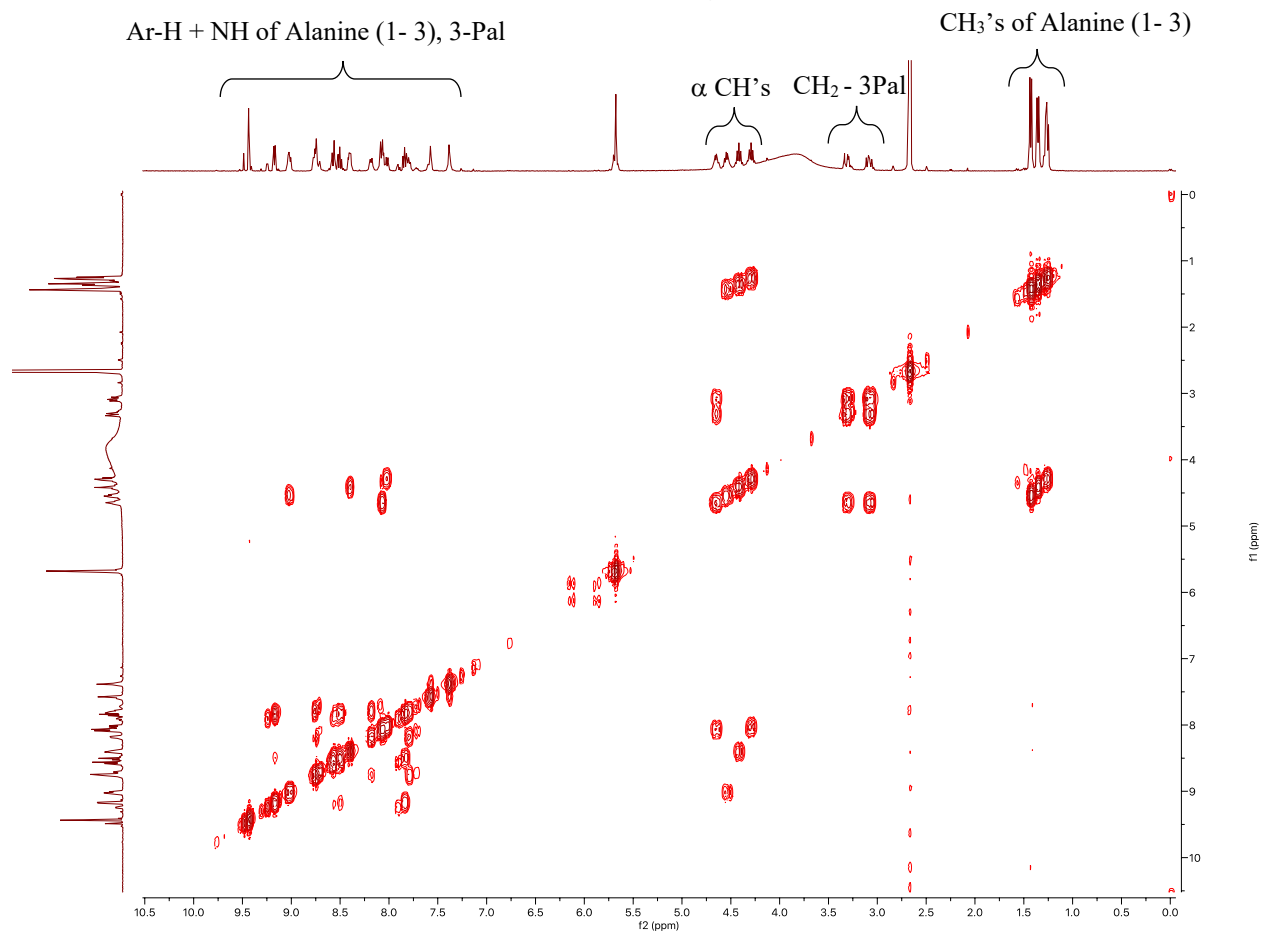 CH₃’s of Alanine (1- 3)
Ar-H + NH of Alanine (1- 3), 3-Pal
α CH’s
CH₂ - 3Pal
0
1
2
3
4
5
6
7
8
9
10
f1 (ppm)
10.5 10.0 9.5 9.0 8.5 8.0 7.5 7.0 6.5 6.0 5.5 5.0 4.5 4.0 3.5 3.0 2.5 2.0 1.5 1.0 0.5 0.0
f2 (ppm)